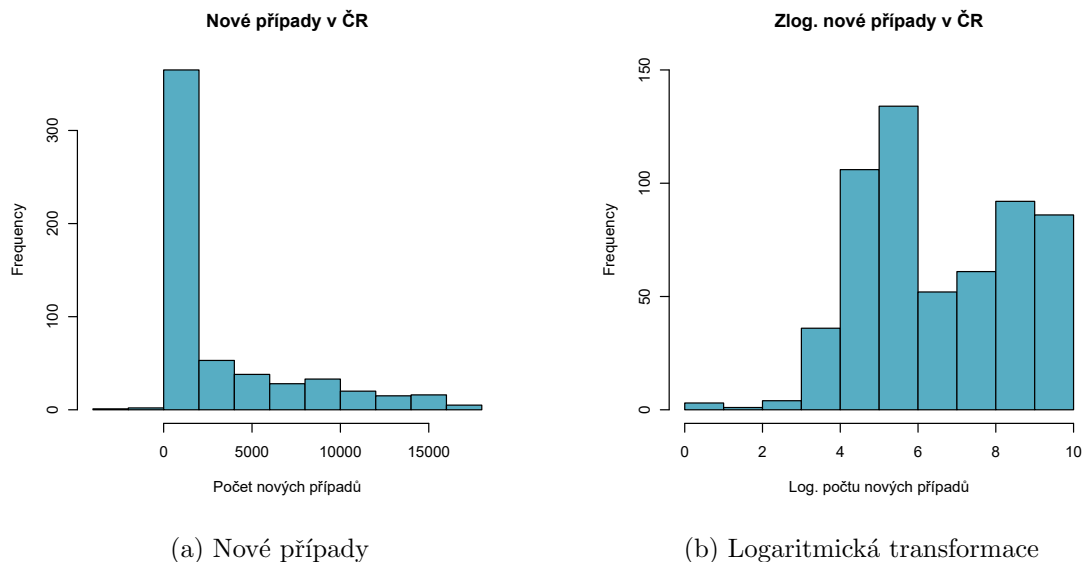 Nové případy v ČR
Frequency
0 100 200 300
0 5000 10000 15000
Počet nových případů
(a) Nové případy
Zlog. nové případy v ČR
Frequency
0 50 100 150
0 2 4 6 8 10
Log. počtu nových případů
(b) Logaritmická transformace